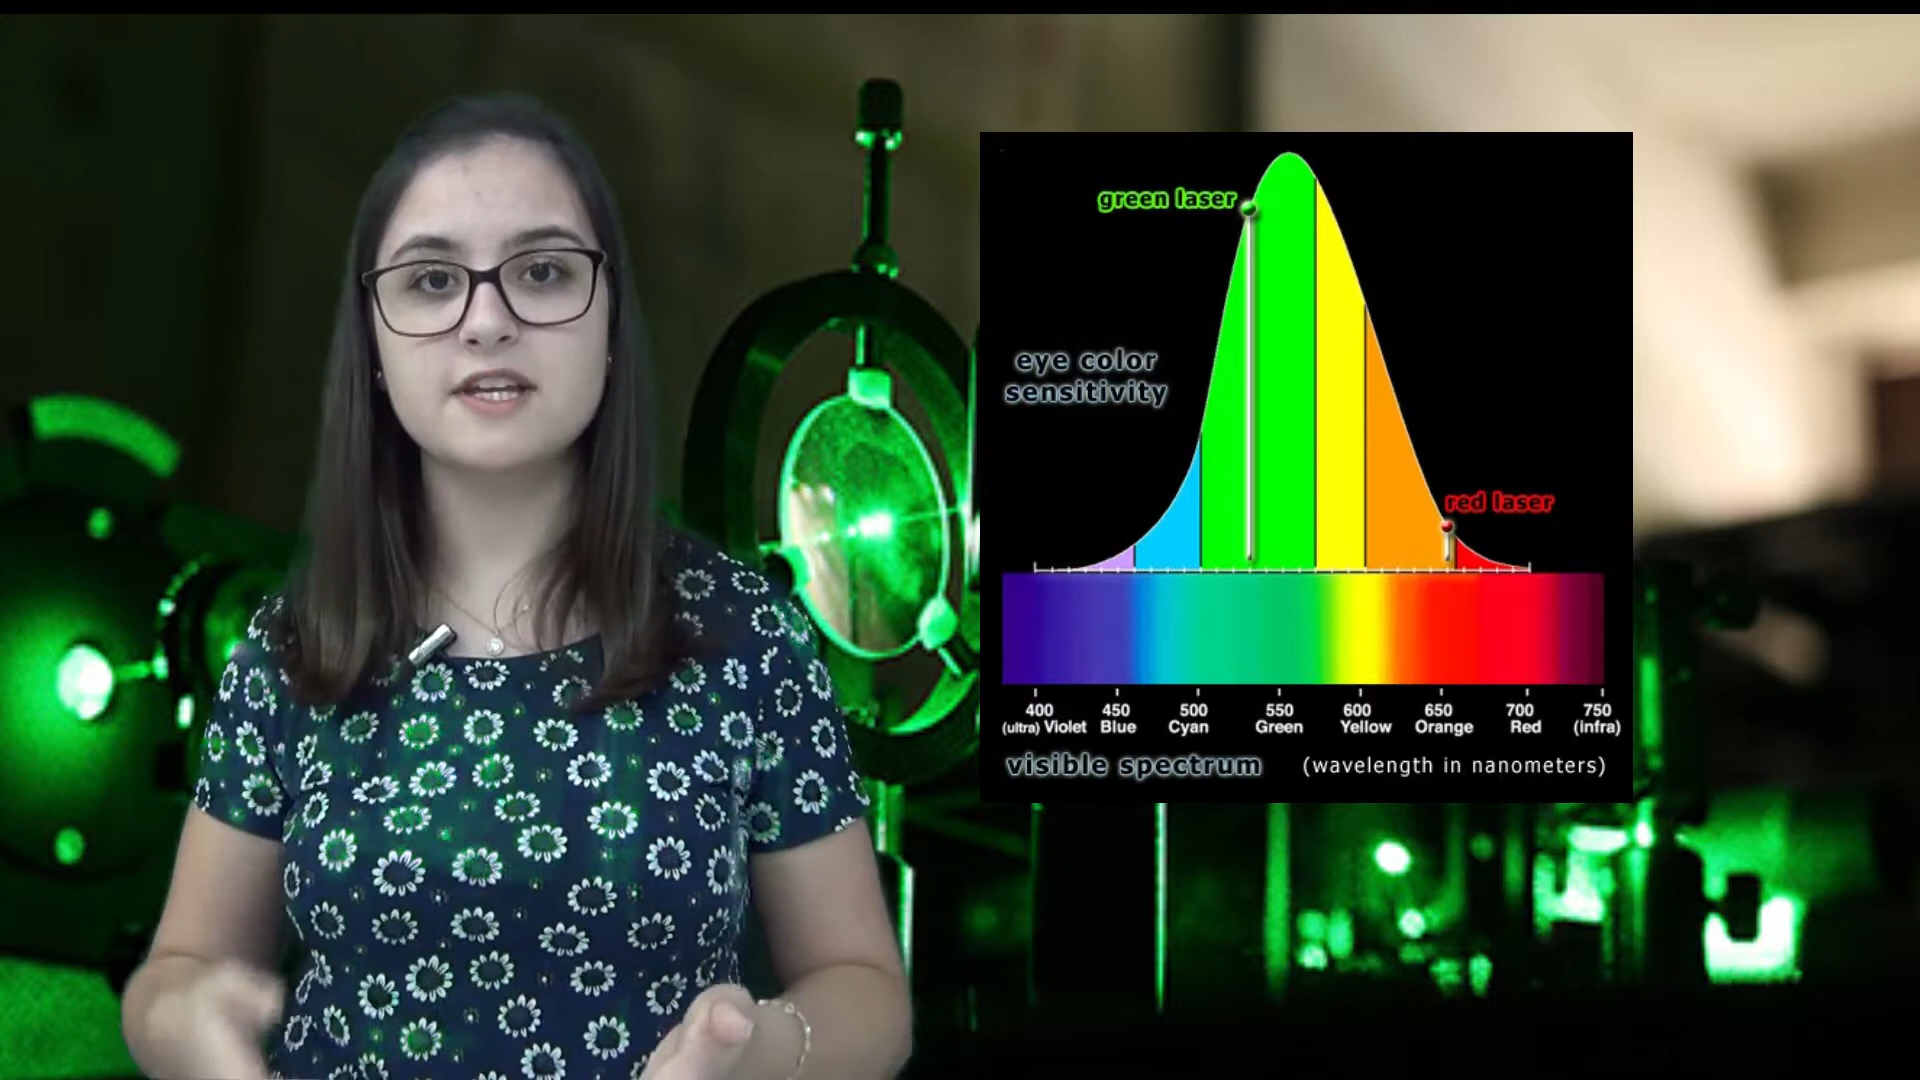 green laser
eye color
sensitivity
red laser
400 450 500 550 600 650 700 750
(ultra) Violet Blue Cyan Green Yellow Orange Red (infra)
visible spectrum (wavelength in nanometers)